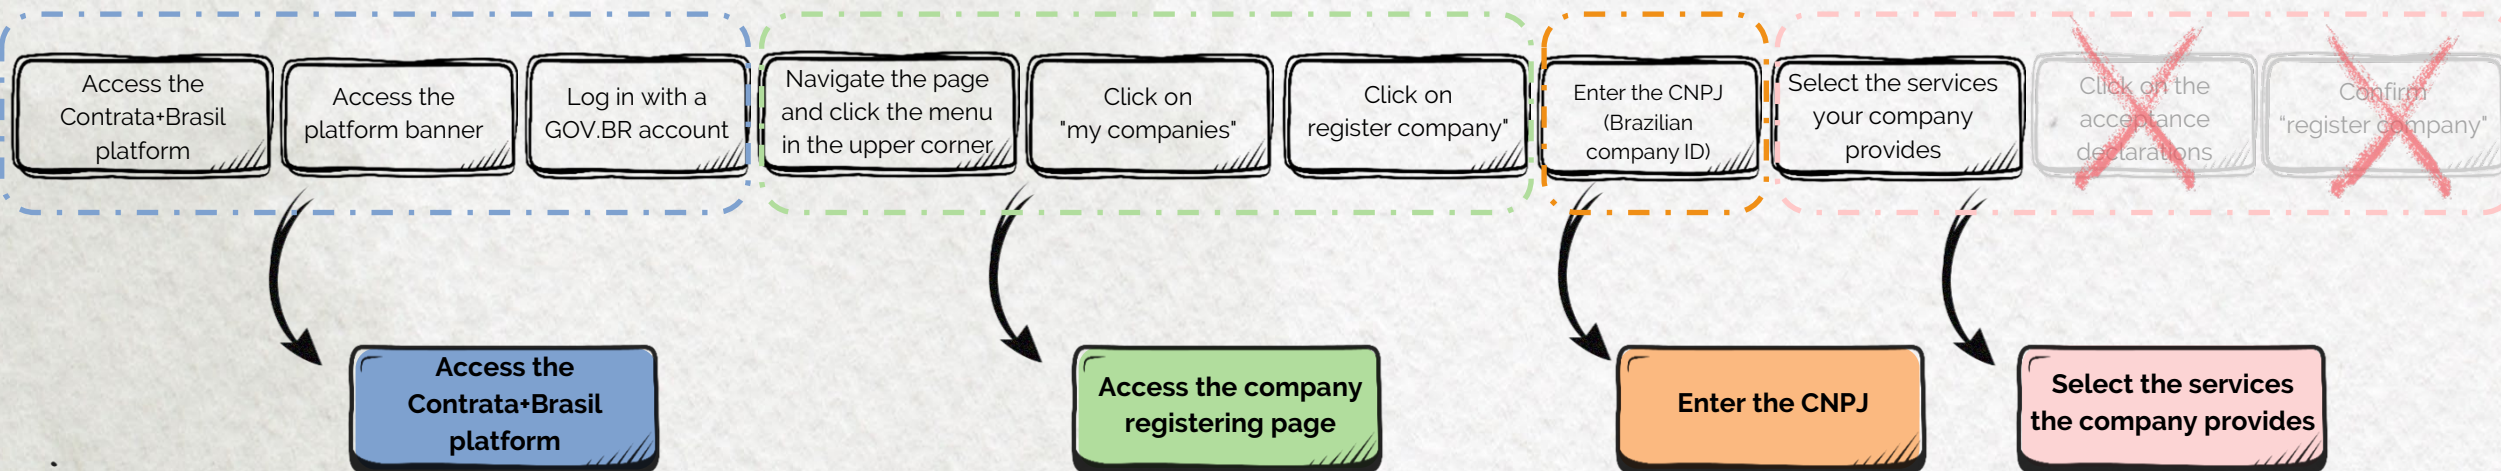 Access the
Contrata+Brasil
platform
Access the
platform banner
Log in with a
GOV.BR account
Navigate the page
and click the menu
in the upper corner
Click on
"my companies"
Click on
register company"
Enter the CNPJ
(Brazilian
company ID)
Select the services
your company
provides
Click on the
acceptance
declarations
Confirm
"register company"
Access the
Contrata+Brasil
platform
Access the company
registering page
Enter the CNPJ
Select the services
the company provides